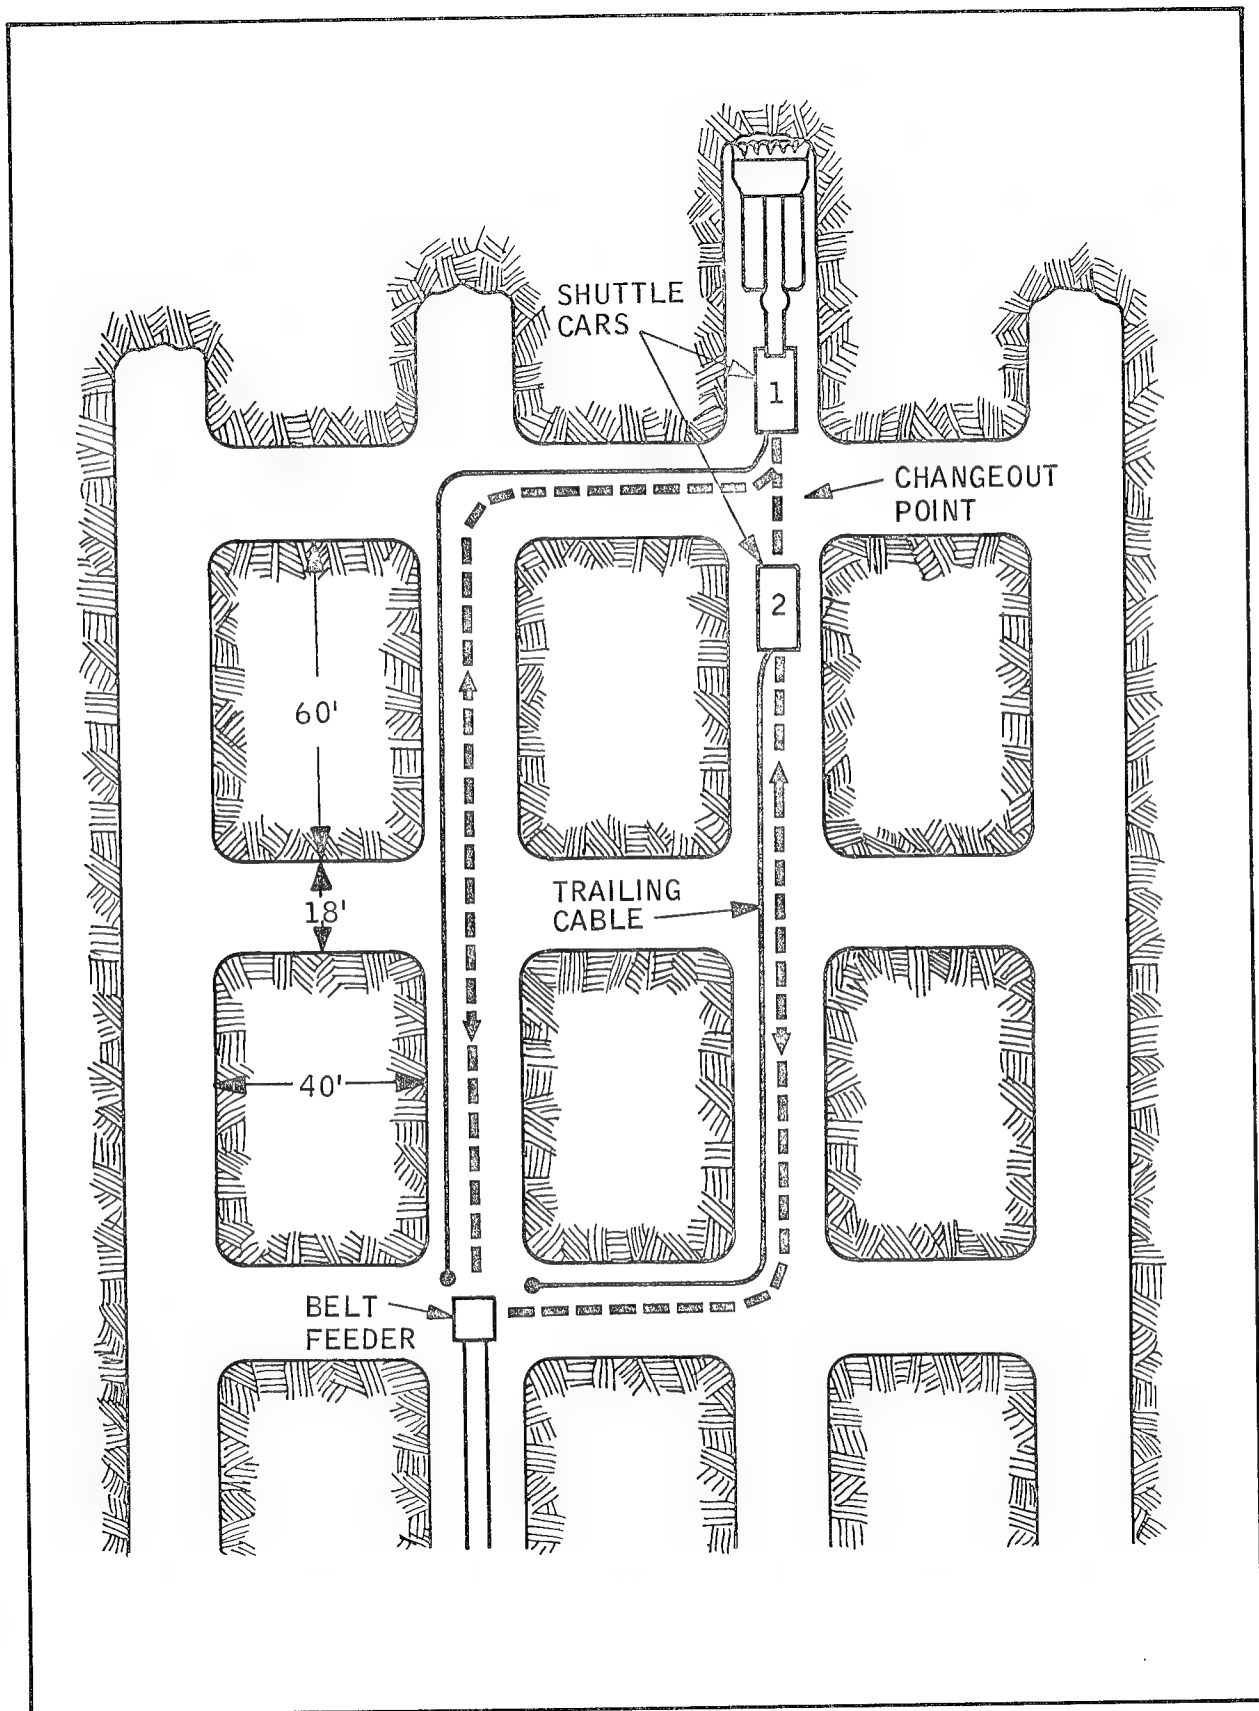 SHUTTLE
CARS
1
CHANGEOUT
POINT
2
60'
TRAILING
CABLE
18'
40'
BELT
FEEDER